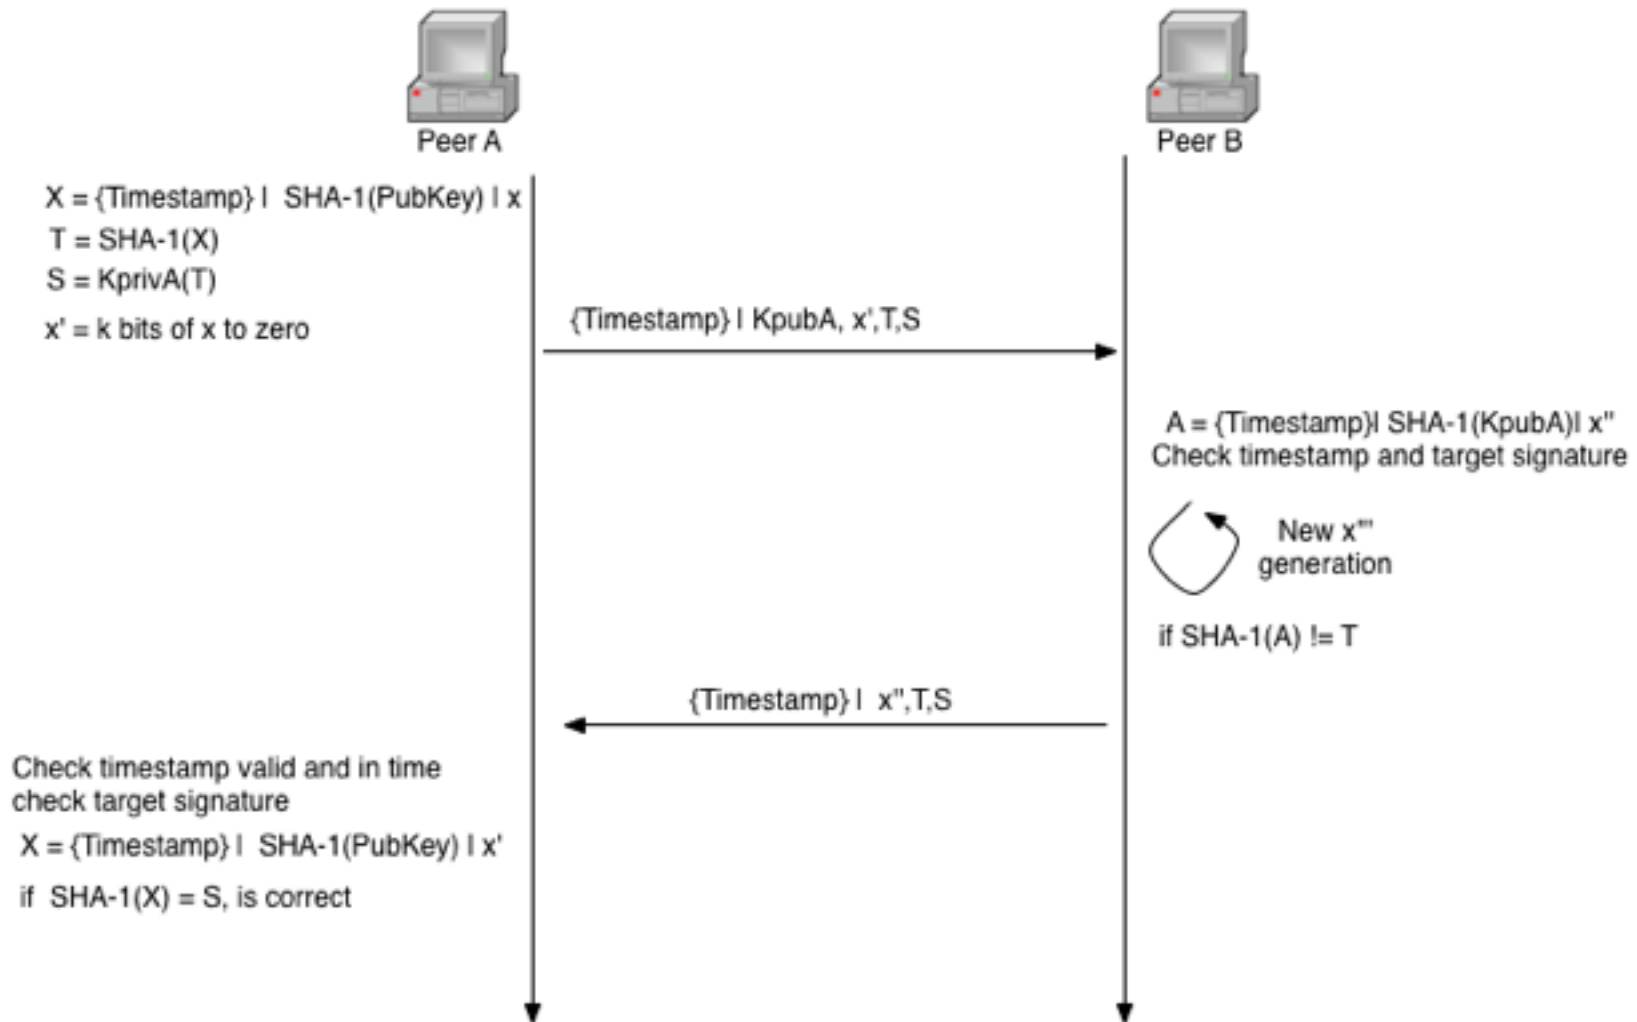 Peer A
Peer B
X = {Timestamp} | SHA-1(PubKey) | x
T = SHA-1(X)
S = KprivA(T)
x' = k bits of x to zero
{Timestamp} | KpubA, x',T,S
A = {Timestamp}| SHA-1(KpubA)| x''
Check timestamp and target signature
New x'''
generation
if SHA-1(A) != T
{Timestamp} | x'',T,S
Check timestamp valid and in time
check target signature
X = {Timestamp} | SHA-1(PubKey) | x'
if SHA-1(X) = S, is correct